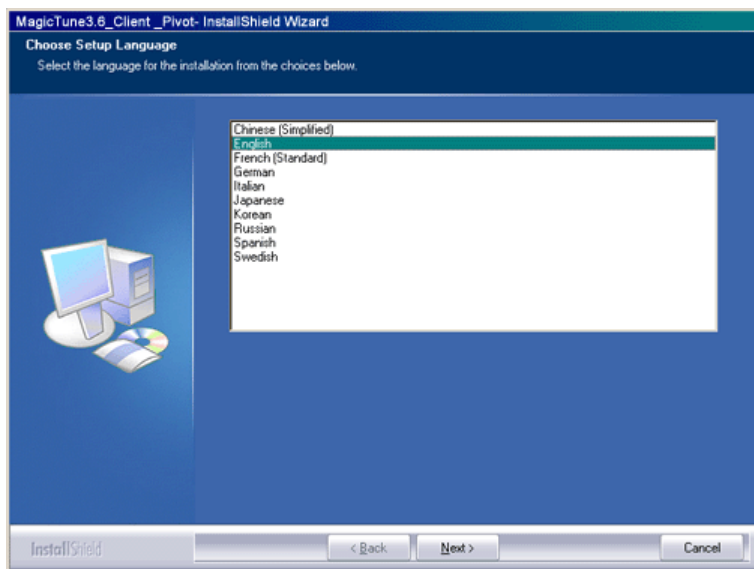 MagicTune3.6_Client _Pivot- InstallShield Wizard
Choose Setup Language
Select the language for the installation from the choices below.
Chinese (Simplified)
English
French (Standard)
German
Italian
Japanese
Korean
Russian
Spanish
Swedish
InstallShield
< Back
Next >
Cancel